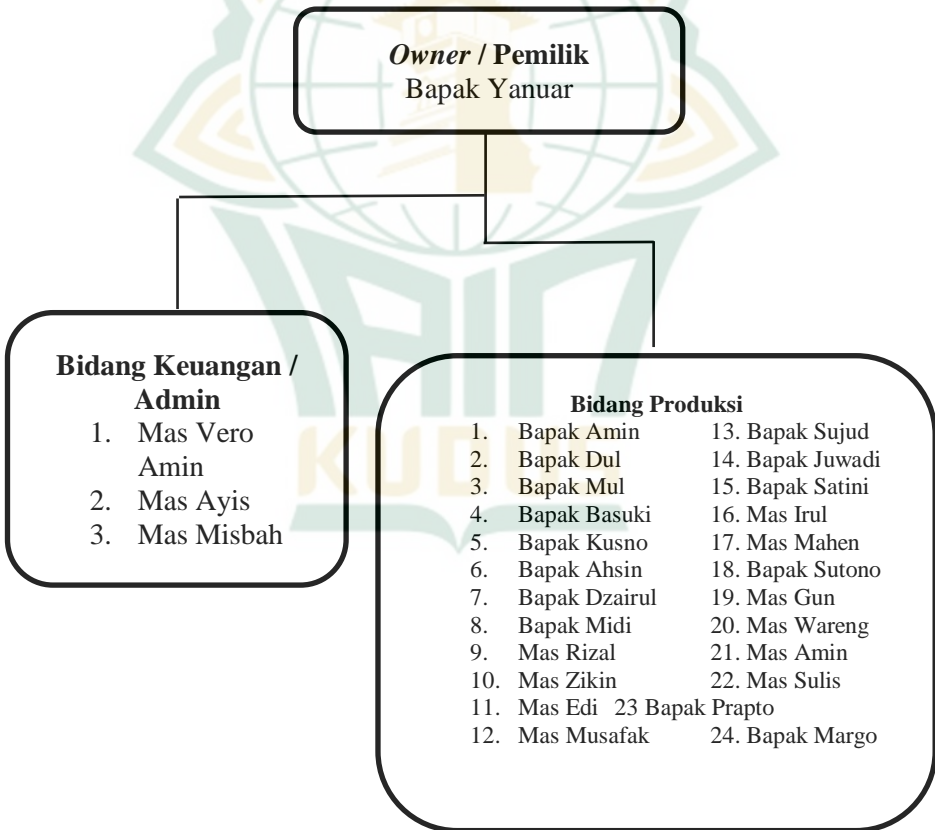 Owner / Pemilik
Bapak Yanuar
Bidang Keuangan /
Admin
1. Mas Vero
Amin
2. Mas Ayis
3. Mas Misbah
Bidang Produksi
1. Bapak Amin 13. Bapak Sujud
2. Bapak Dul 14. Bapak Juwadi
3. Bapak Mul 15. Bapak Satini
4. Bapak Basuki 16. Mas Irul
5. Bapak Kusno 17. Mas Mahen
6. Bapak Ahsin 18. Bapak Sutono
7. Bapak Dzairul 19. Mas Gun
8. Bapak Midi 20. Mas Wareng
9. Mas Rizal 21. Mas Amin
10. Mas Zikin 22. Mas Sulis
11. Mas Edi 23 Bapak Prapto
12. Mas Musafak 24. Bapak Margo
IAIN
KUDUS